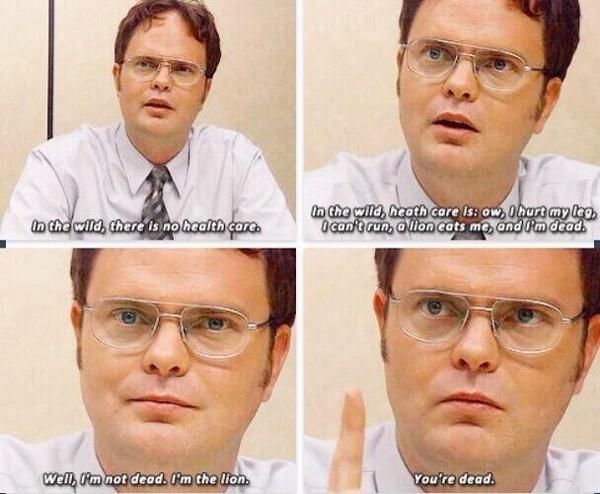 In the wild, there is no health care.
In the wild, heath care is: ow, I hurt my leg,
I can't run, a lion eats me, and I'm dead.
Well, I'm not dead. I'm the lion.
You're dead.